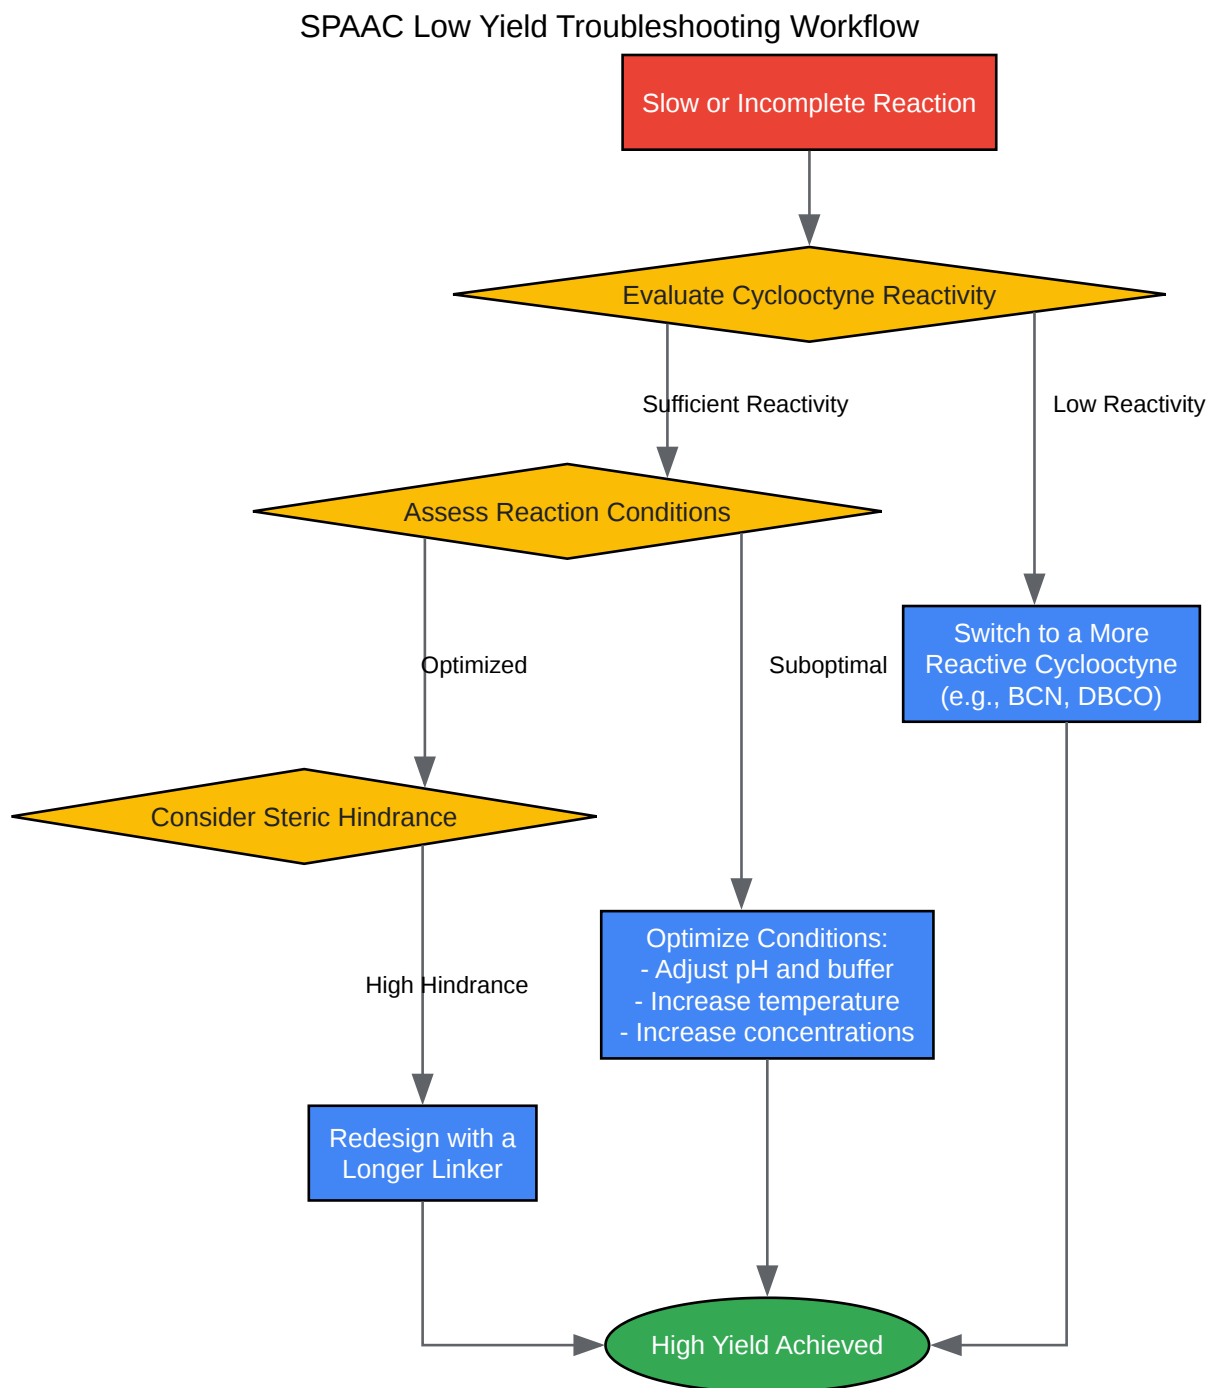 SPAAC Low Yield Troubleshooting Workflow
Slow or Incomplete Reaction
Evaluate Cyclooctyne Reactivity
Sufficient Reactivity
Low Reactivity
Assess Reaction Conditions
Optimized
Suboptimal
Switch to a More
Reactive Cyclooctyne
(e.g., BCN, DBCO)
Consider Steric Hindrance
High Hindrance
Optimize Conditions:
- Adjust pH and buffer
- Increase temperature
- Increase concentrations
Redesign with a
Longer Linker
High Yield Achieved